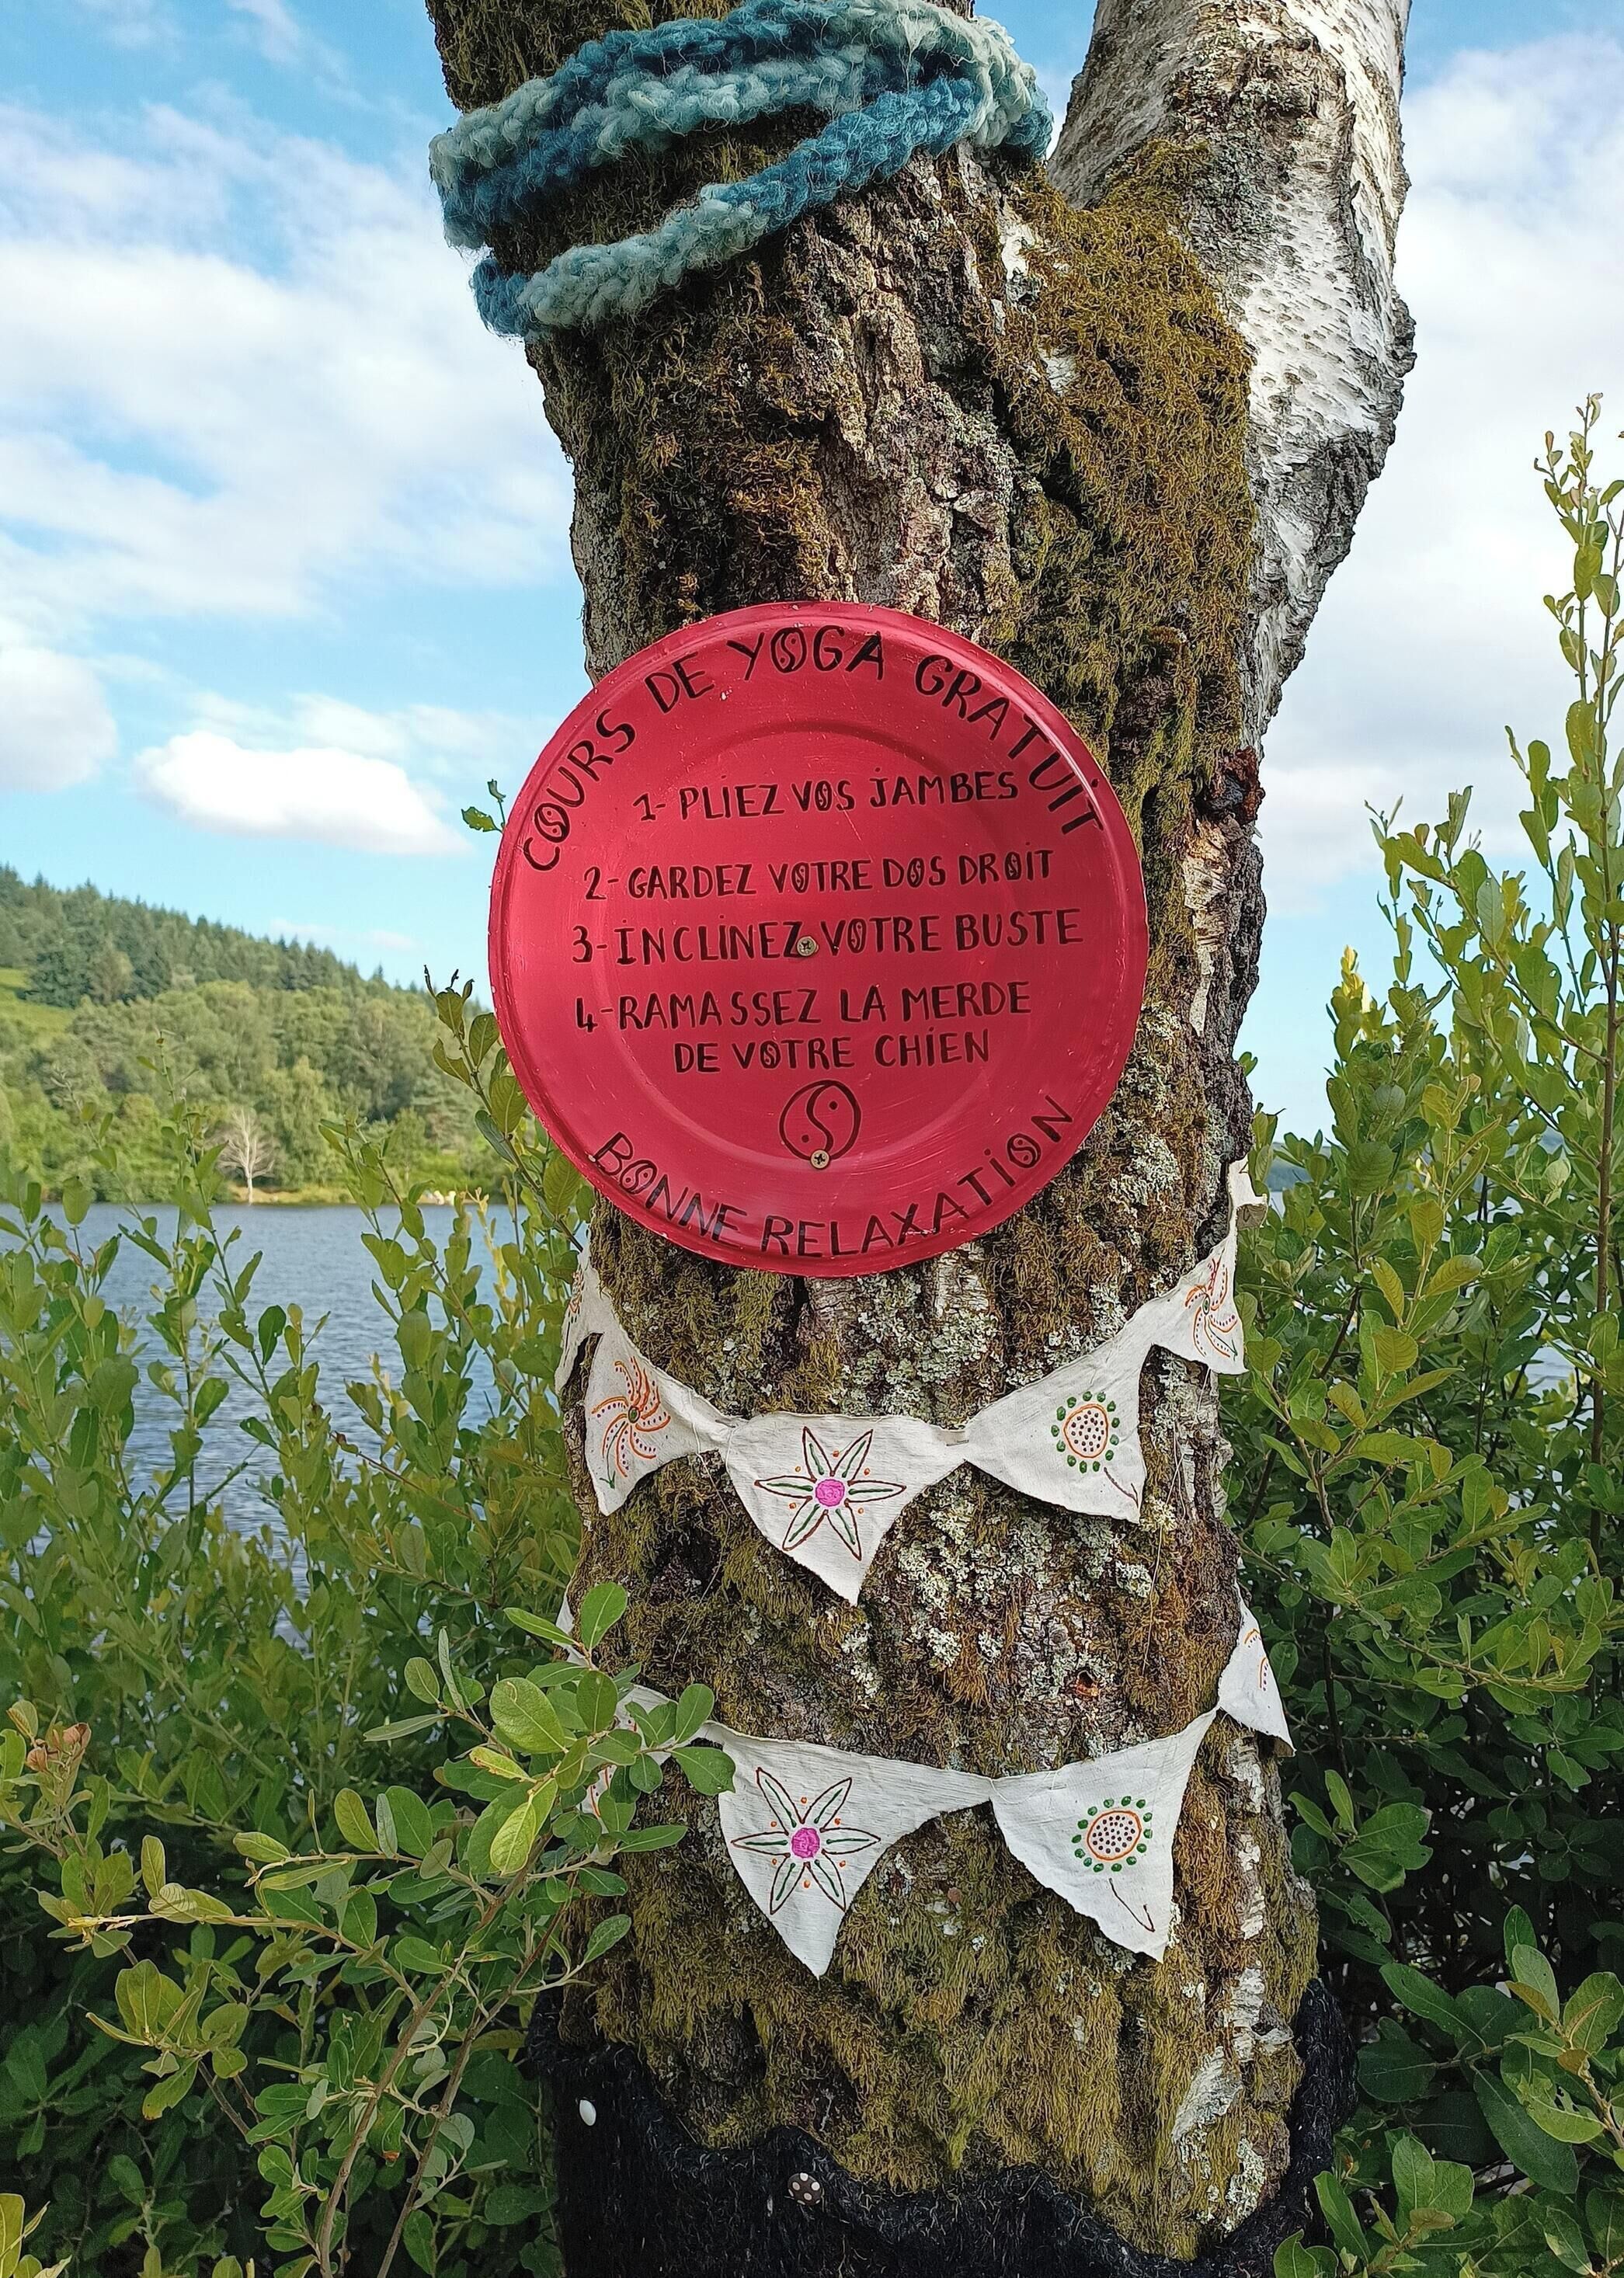 COURS DE YOGA GRATUIT
1- PLIEZ VOS JAMBES
2- GARDEZ VOTRE DOS DROIT
3- INCLINEZ VOTRE BUSTE
4- RAMASSEZ LA MERDE
DE VOTRE CHIEN
BONNE RELAXATION